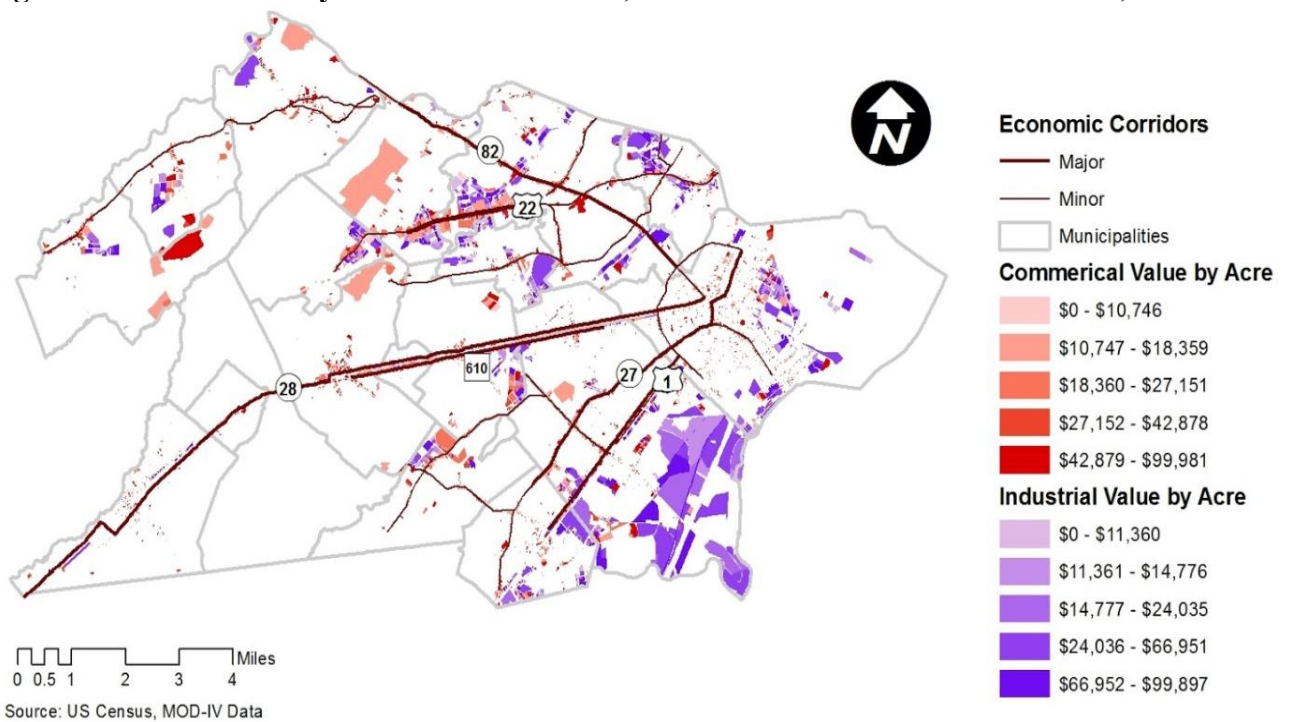 N
82
22
28
610
27
1
Economic Corridors
Major
Minor
Municipalities
Commerical Value by Acre
$0 - $10,746
$10,747 - $18,359
$18,360 - $27,151
$27,152 - $42,878
$42,879 - $99,981
Industrial Value by Acre
$0 - $11,360
$11,361 - $14,776
$14,777 - $24,035
$24,036 - $66,951
$66,952 - $99,897
Miles
0 0.5 1 2 3 4
Source: US Census, MOD-IV Data